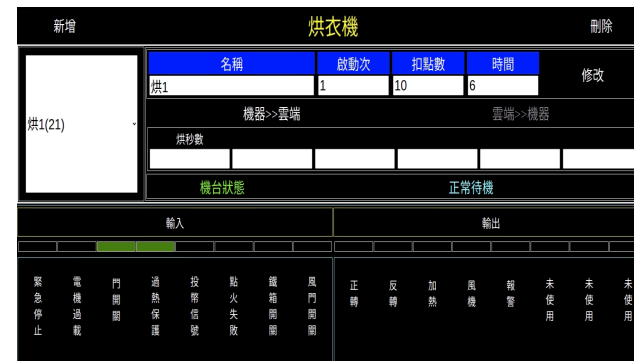 新增 烘衣機 刪除
名稱 啟動次 扣點數 時間 修改
烘1 1 10 6
烘1(21)
機器>>雲端 雲端>>機器
烘秒數
機台狀態 正常待機
輸入 輸出
緊急停止 電機過載 門開關 過熱保護 投幣信號 點火失敗 鐵箱開關 風門開關 正轉 反轉 加熱 風機 報警 未使用 未使用 未使用